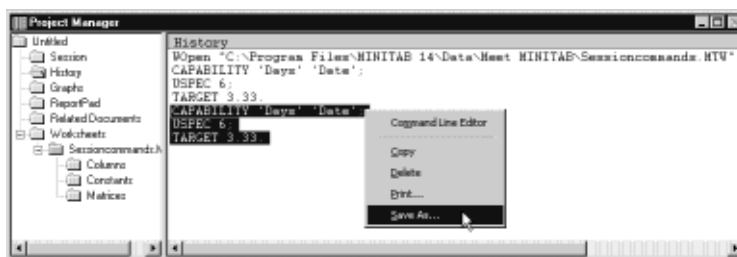 Project Manager
Untitled
Session
History
Graphs
ReportPad
Related Documents
Worksheets
Sessioncommands.M
Columns
Constants
Matrices
History
WOpen "C:\Program Files\MINITAB 14\Data\Meet MINITAB\Sessioncommands.MTW"
CAPABILITY 'Days' 'Date';
USPEC 6;
TARGET 3.33.
CAPABILITY 'Days' 'Date';
USPEC 6;
TARGET 3.33.
Command Line Editor
Copy
Delete
Print...
Save As...